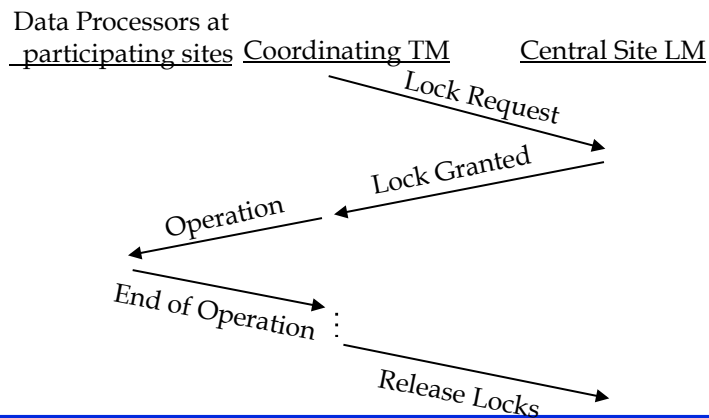 Data Processors at
participating sites
Coordinating TM
Central Site LM
Lock Request
Lock Granted
Operation
End of Operation
Release Locks